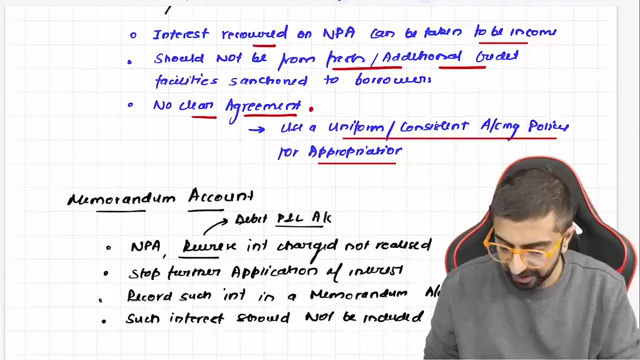 Interest recovered on NPA can be taken to be income
Should not be from fresh / Additional Credit
facilities sanctioned to borrowers
No clear Agreement.
→ Use a Uniform / Consistent A/cing Policy
for Appropriation
Memorandum Account
→ Debit P&L A/c
NPA, Reverse int charged not realised
Stop further Application of interest
Record such int in a Memorandum A/
Such interest should Not be included